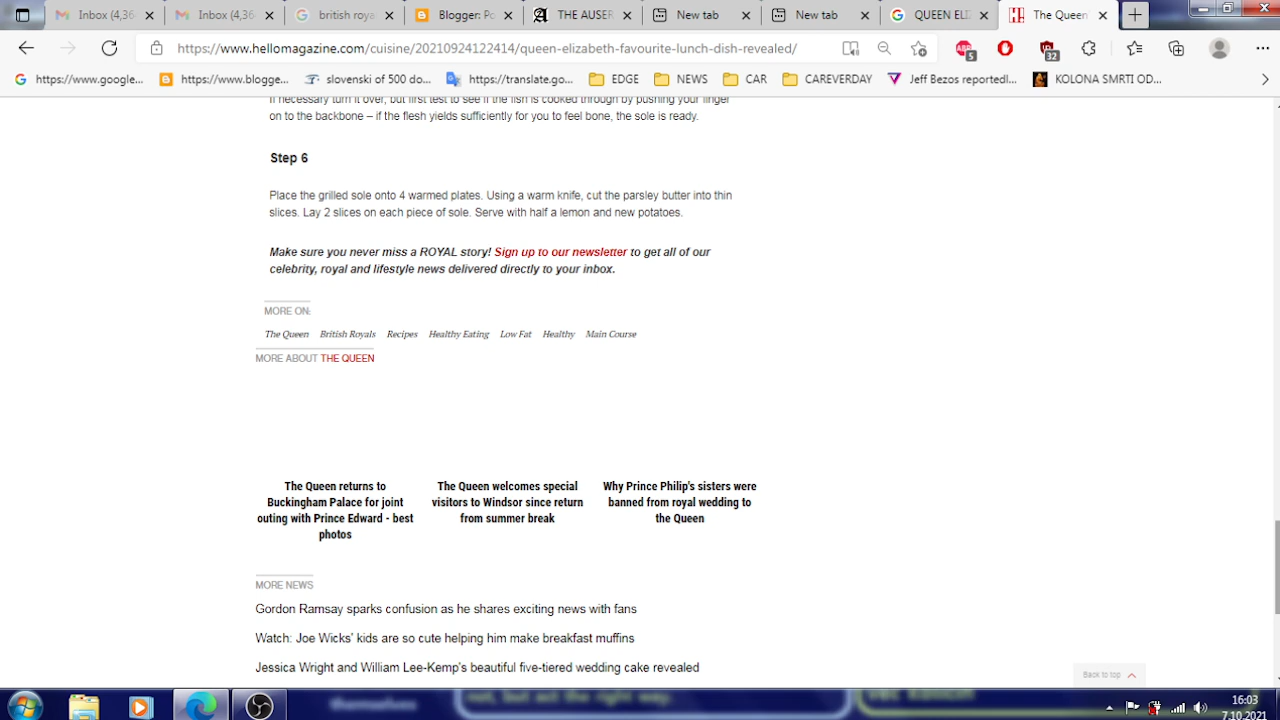 Inbox (4,36
Inbox (4,36
british roya
Blogger: Po
THE AUSER
New tab
New tab
QUEEN ELIZ
The Queen
https://www.hellomagazine.com/cuisine/20210924122414/queen-elizabeth-favourite-lunch-dish-revealed/
5
32
https://www.google...
https://www.blogge...
slovenski of 500 do...
https://translate.go...
EDGE
NEWS
CAR
CAREVERDAY
Jeff Bezos reportedl...
KOLONA SMRTI OD...
If necessary turn it over, but first test to see if the fish is cooked through by pushing your finger
on to the backbone – if the flesh yields sufficiently for you to feel bone, the sole is ready.
Step 6
Place the grilled sole onto 4 warmed plates. Using a warm knife, cut the parsley butter into thin
slices. Lay 2 slices on each piece of sole. Serve with half a lemon and new potatoes.
Make sure you never miss a ROYAL story! Sign up to our newsletter to get all of our
celebrity, royal and lifestyle news delivered directly to your inbox.
MORE ON:
The Queen British Royals Recipes Healthy Eating Low Fat Healthy Main Course
MORE ABOUT THE QUEEN
The Queen returns to
Buckingham Palace for joint
outing with Prince Edward - best
photos
The Queen welcomes special
visitors to Windsor since return
from summer break
Why Prince Philip's sisters were
banned from royal wedding to
the Queen
MORE NEWS
Gordon Ramsay sparks confusion as he shares exciting news with fans
Watch: Joe Wicks' kids are so cute helping him make breakfast muffins
Jessica Wright and William Lee-Kemp's beautiful five-tiered wedding cake revealed
Back to top
themselves
16:03
7.10.2021